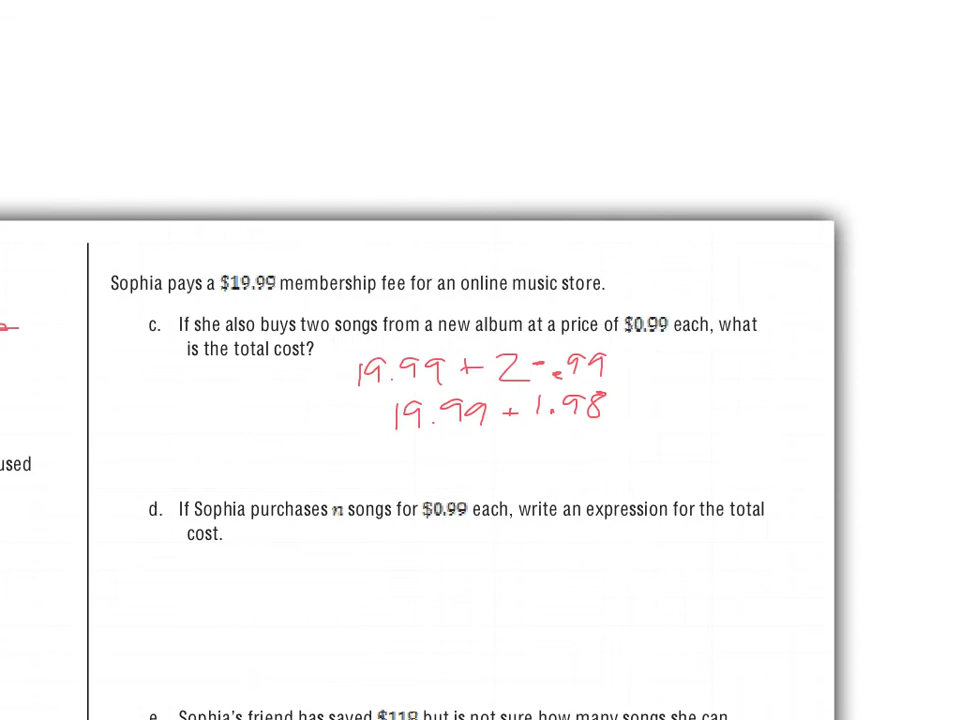 Sophia pays a $19.99 membership fee for an online music store.
c. If she also buys two songs from a new album at a price of $0.99 each, what
is the total cost?
19.99 + 2 - .99
19.99 + 1.98
used
d. If Sophia purchases n songs for $0.99 each, write an expression for the total
cost.
e. Sophia's friend has saved $118 but is not sure how many songs she can